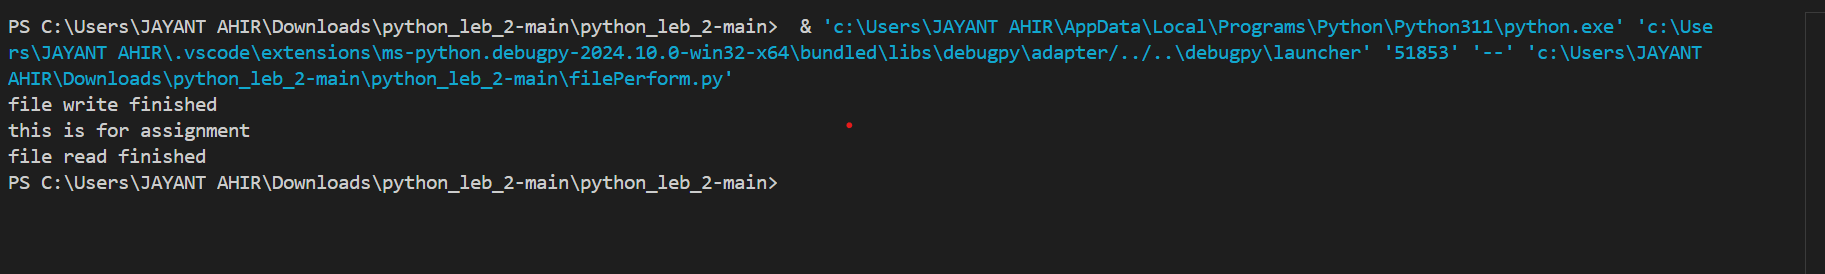 PS C:\Users\JAYANT AHIR\Downloads\python_leb_2-main\python_leb_2-main>  & 'c:\Users\JAYANT AHIR\AppData\Local\Programs\Python\Python311\python.exe' 'c:\Use
rs\JAYANT AHIR\.vscode\extensions\ms-python.debugpy-2024.10.0-win32-x64\bundled\libs\debugpy\adapter/../..\debugpy\launcher' '51853' '--' 'c:\Users\JAYANT
AHIR\Downloads\python_leb_2-main\python_leb_2-main\filePerform.py'
file write finished
this is for assignment
file read finished
PS C:\Users\JAYANT AHIR\Downloads\python_leb_2-main\python_leb_2-main>